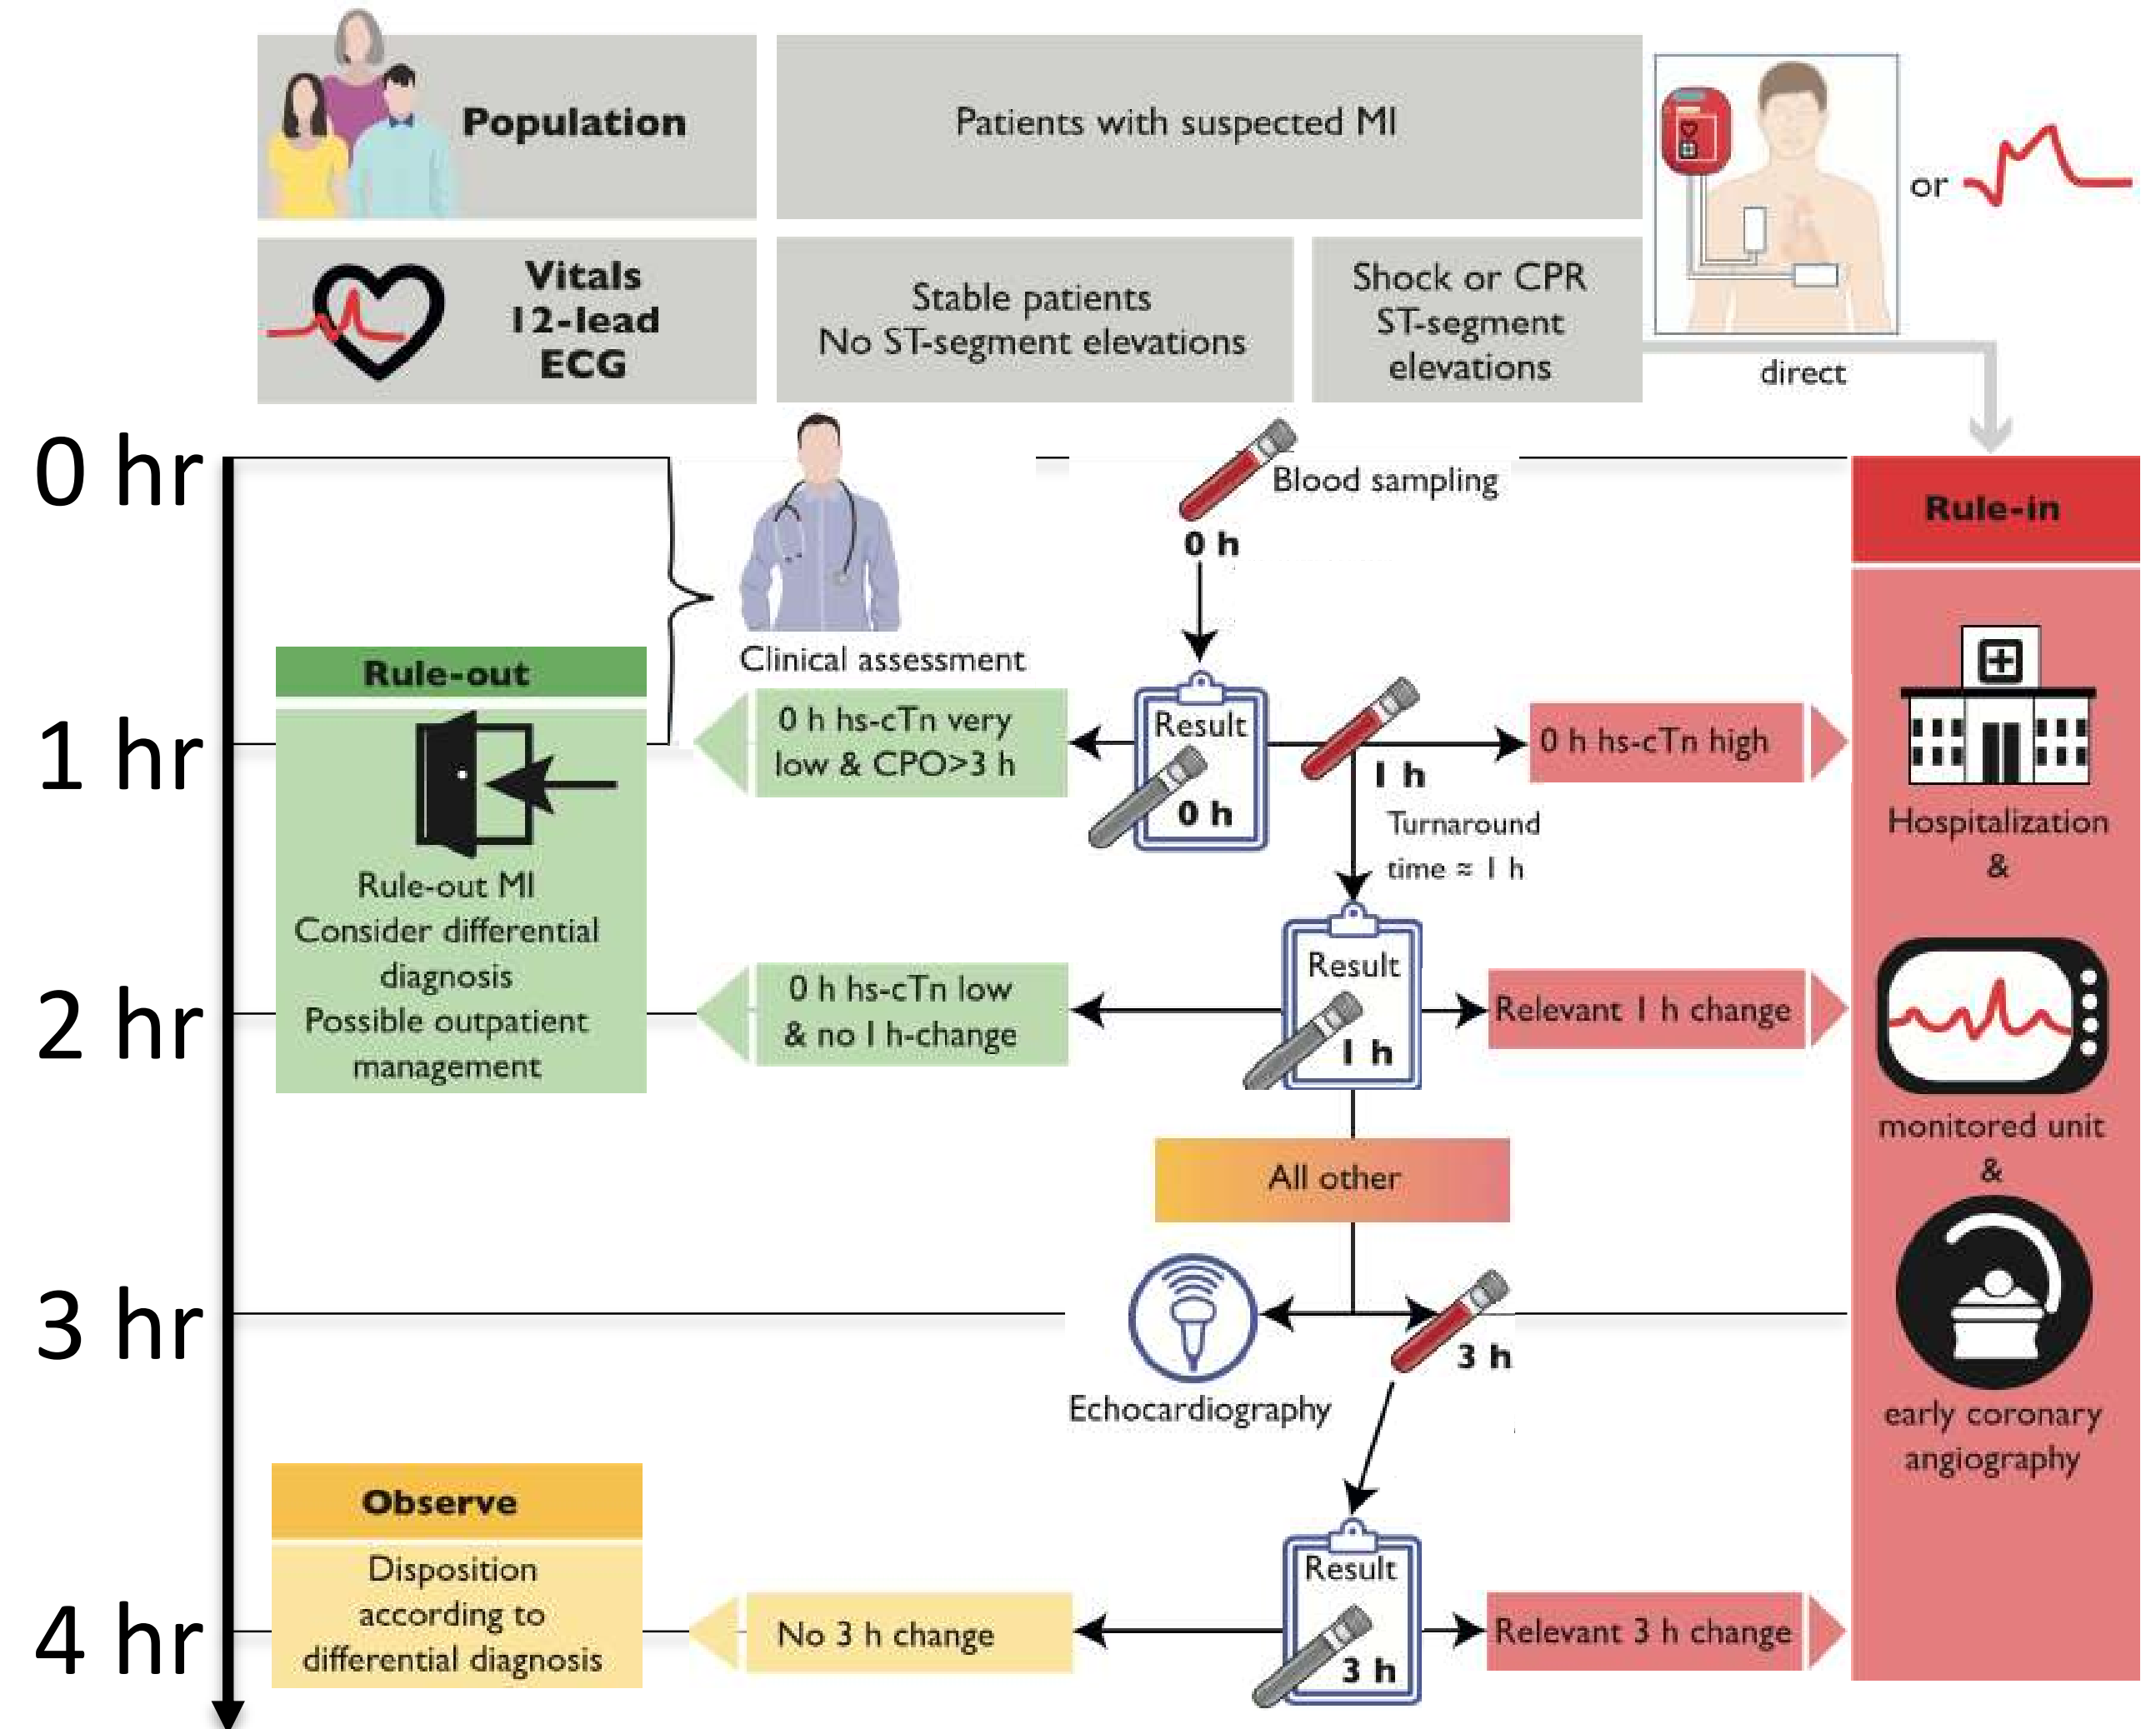 Population
Patients with suspected MI
or
Vitals
12-lead
ECG
Stable patients
No ST-segment elevations
Shock or CPR
ST-segment
elevations
direct
0 hr
Blood sampling
0 h
Rule-in
Clinical assessment
Rule-out
1 hr
0 h hs-cTn very
low & CPO>3 h
Result
0 h
1 h
Turnaround
time ≈ 1 h
0 h hs-cTn high
Hospitalization
&
Rule-out MI
Consider differential
diagnosis
Possible outpatient
management
2 hr
0 h hs-cTn low
& no 1 h-change
Result
1 h
Relevant 1 h change
monitored unit
&
All other
3 hr
Echocardiography
3 h
early coronary
angiography
Observe
Disposition
according to
differential diagnosis
4 hr
No 3 h change
Result
3 h
Relevant 3 h change